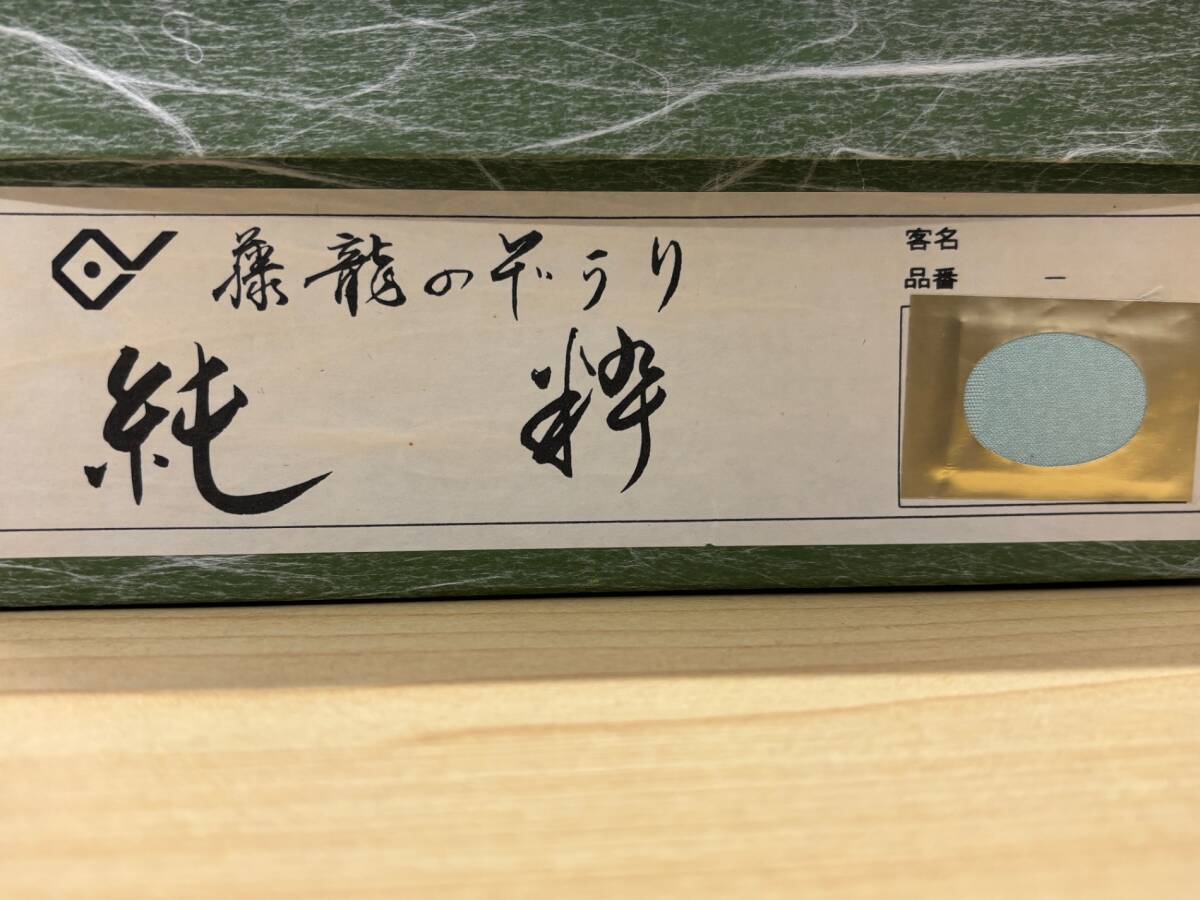 藤龍のぞうり
純粋
客名
品番 －